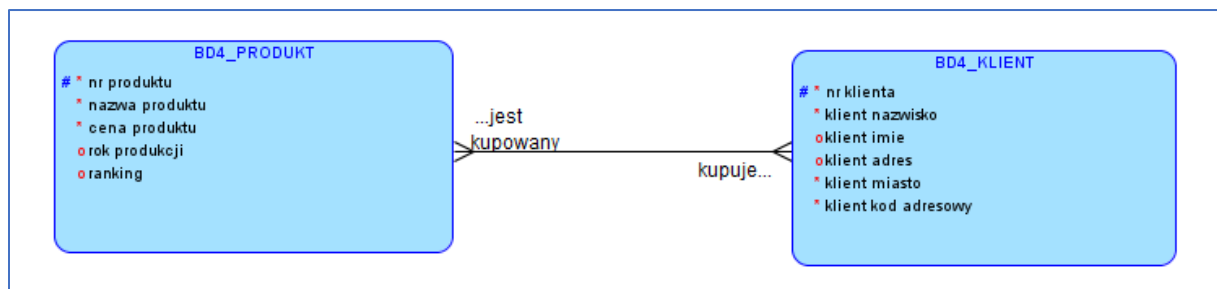 BD4_PRODUKT
# * nr produktu
* nazwa produktu
* cena produktu
o rok produkcji
o ranking
...jest
kupowany
kupuje...
BD4_KLIENT
# * nr klienta
* klient nazwisko
o klient imie
o klient adres
* klient miasto
* klient kod adresowy